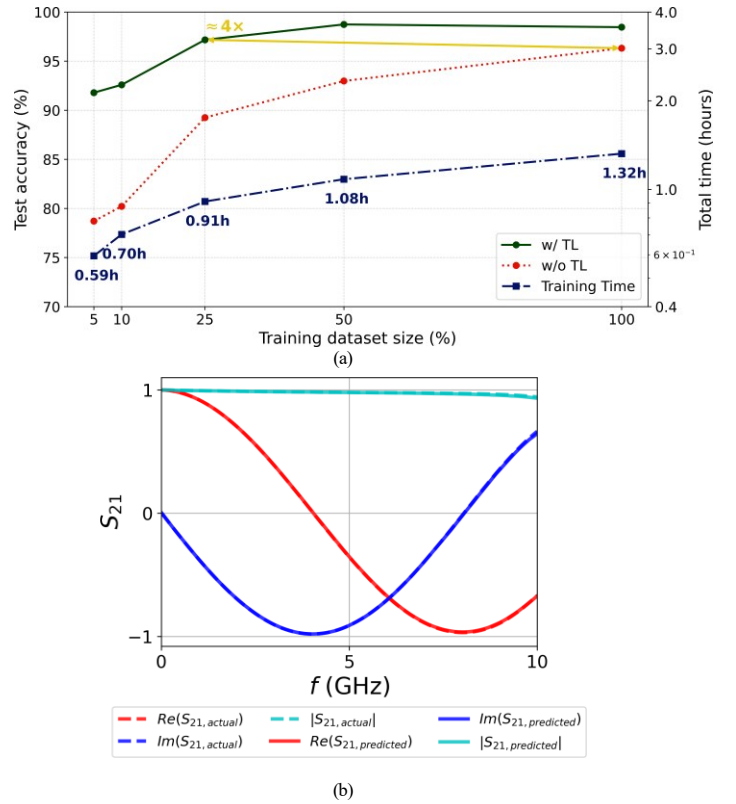 ≈4×
100
95
90
85
80
75
70
Test accuracy (%)
4.0
3.0
2.0
1.0
6 × 10⁻¹
0.4
Total time (hours)
0.59h
0.70h
0.91h
1.08h
1.32h
w/ TL
w/o TL
Training Time
5 10 25 50 100
Training dataset size (%)
(a)
1
0
−1
S₂₁
0 5 10
f (GHz)
Re(S₂₁,actual) |S₂₁,actual| Im(S₂₁,predicted)
Im(S₂₁,actual) Re(S₂₁,predicted) |S₂₁,predicted|
(b)